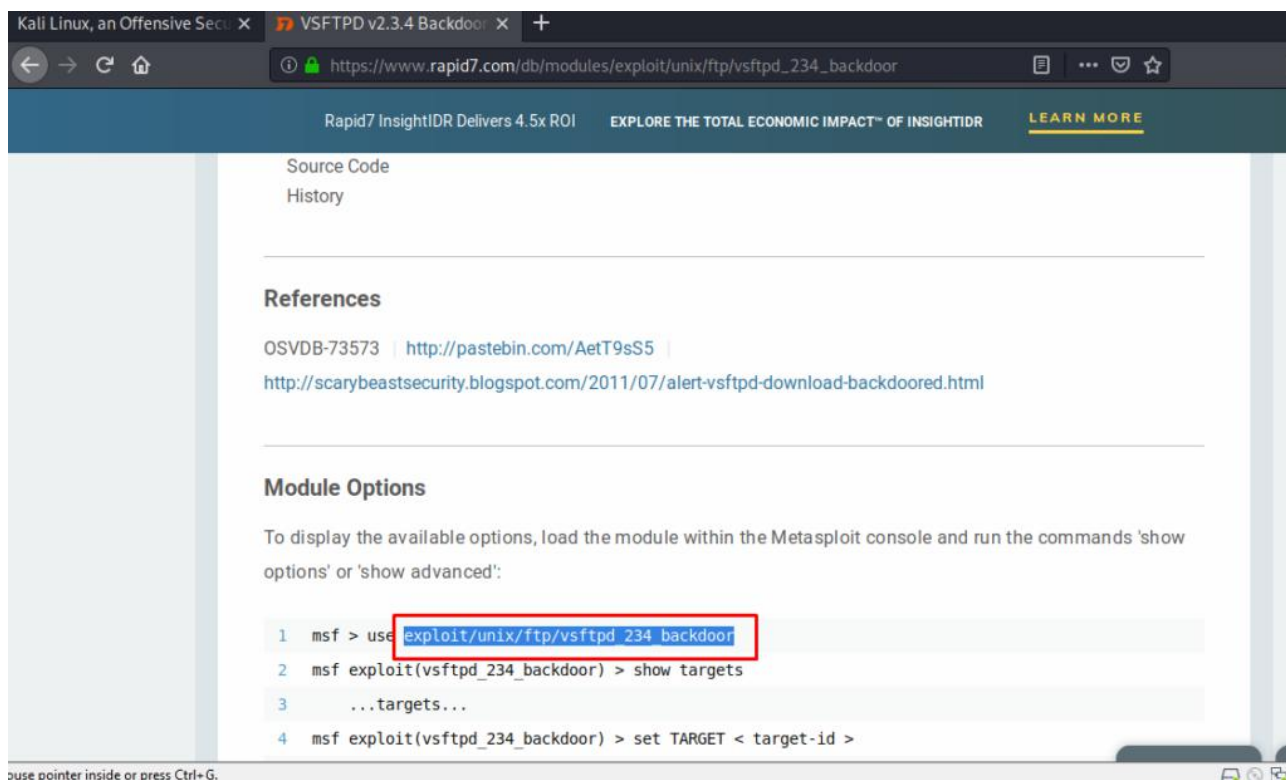 Kali Linux, an Offensive Secu
VSFTPD v2.3.4 Backdoor
https://www.rapid7.com/db/modules/exploit/unix/ftp/vsftpd_234_backdoor
Rapid7 InsightIDR Delivers 4.5x ROI EXPLORE THE TOTAL ECONOMIC IMPACT™ OF INSIGHTIDR LEARN MORE
Source Code
History
References
OSVDB-73573 | http://pastebin.com/AetT9sS5 |
http://scarybeastsecurity.blogspot.com/2011/07/alert-vsftpd-download-backdoored.html
Module Options
To display the available options, load the module within the Metasploit console and run the commands 'show
options' or 'show advanced':
1 msf > use exploit/unix/ftp/vsftpd_234_backdoor
2 msf exploit(vsftpd_234_backdoor) > show targets
3 ...targets...
4 msf exploit(vsftpd_234_backdoor) > set TARGET < target-id >
ouse pointer inside or press Ctrl+G.